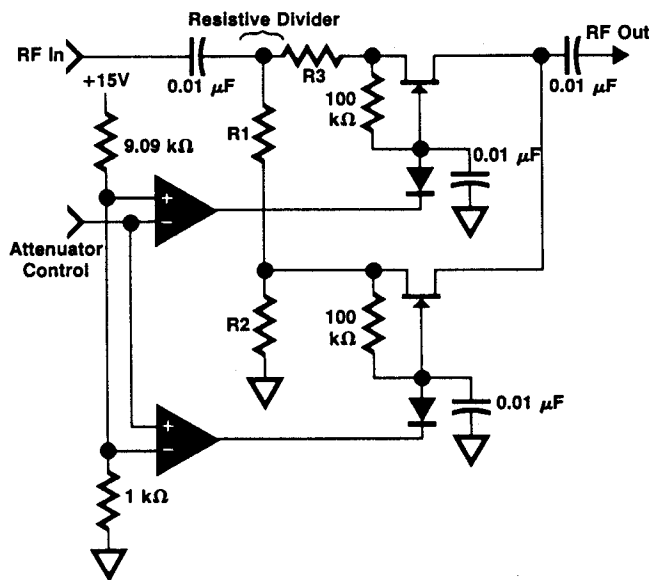 Resistive Divider
RF In
RF Out
+15V
0.01 μF
R3
0.01 μF
100
kΩ
R1
9.09 kΩ
0.01 μF
+
−
Attenuator
Control
R2
100
kΩ
0.01 μF
+
−
1 kΩ